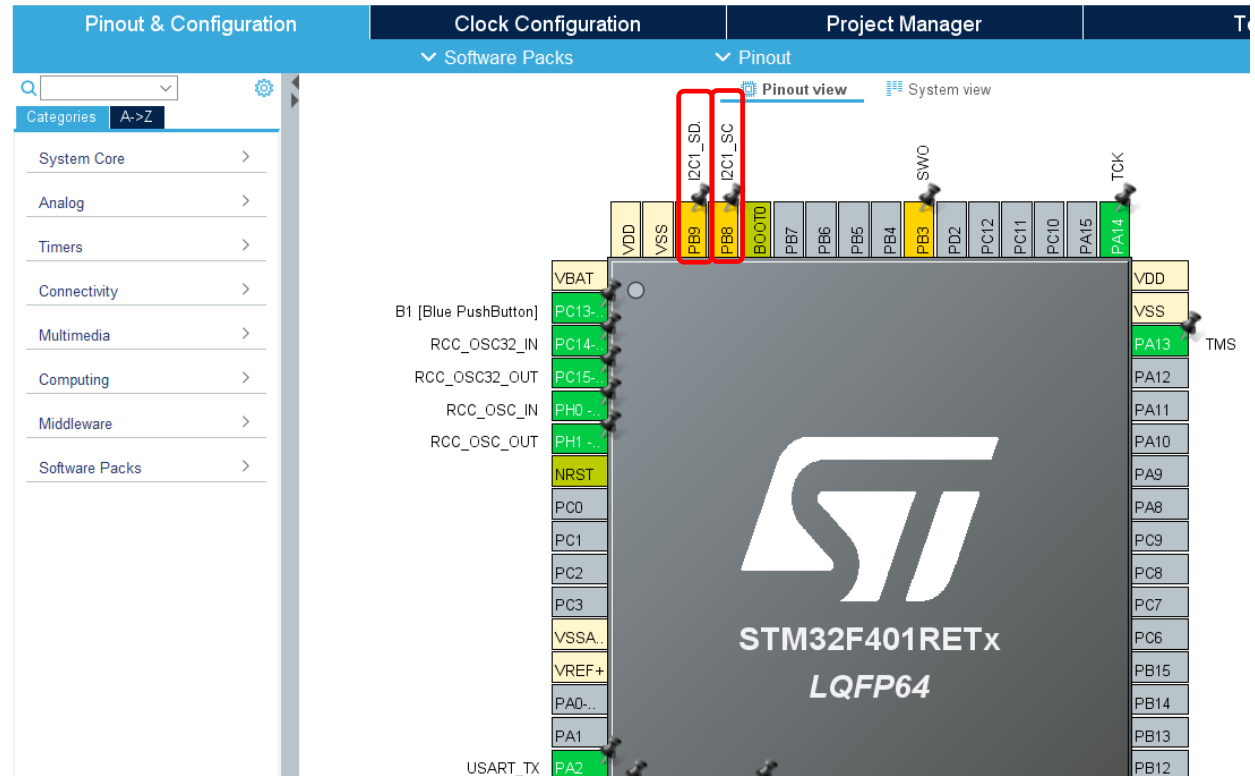 Pinout & Configuration
Clock Configuration
Project Manager
Software Packs
Pinout
Categories
A->Z
Pinout view
System view
System Core
Analog
Timers
Connectivity
Multimedia
Computing
Middleware
Software Packs
I2C1_SD.
I2C1_SC
SWO
TCK
VDD
VSS
PB9
PB8
BOOT0
PB7
PB6
PB5
PB4
PB3
PD2
PC12
PC11
PC10
PA15
PA14
VBAT
B1 [Blue PushButton] PC13-..
RCC_OSC32_IN PC14-..
RCC_OSC32_OUT PC15-..
RCC_OSC_IN PH0 -..
RCC_OSC_OUT PH1 -..
NRST
PC0
PC1
PC2
PC3
VSSA..
VREF+
PA0-..
PA1
USART_TX PA2
VDD
VSS
PA13 TMS
PA12
PA11
PA10
PA9
PA8
PC9
PC8
PC7
PC6
PB15
PB14
PB13
PB12
ST
STM32F401RETx
LQFP64